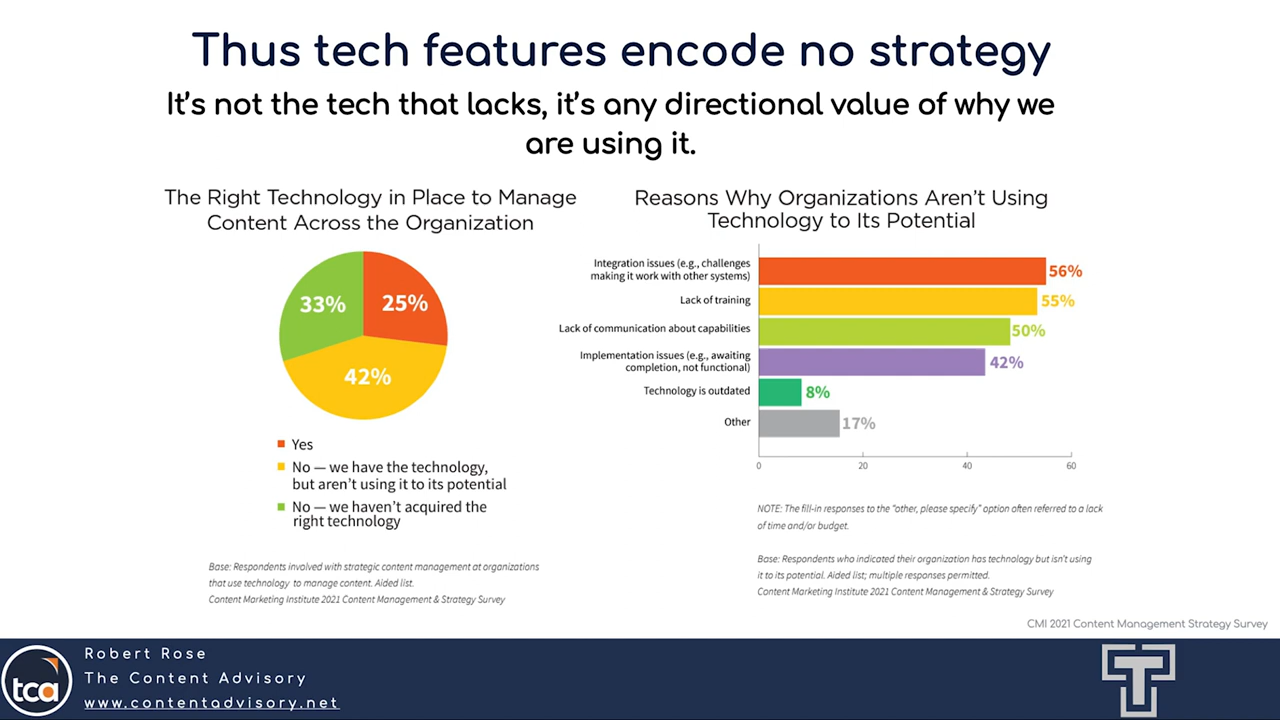 Thus tech features encode no strategy
It's not the tech that lacks, it's any directional value of why we
are using it.
The Right Technology in Place to Manage
Content Across the Organization
33%
25%
42%
Yes
No — we have the technology,
but aren't using it to its potential
No — we haven't acquired the
right technology
Base: Respondents involved with strategic content management at organizations
that use technology to manage content. Aided list.
Content Marketing Institute 2021 Content Management & Strategy Survey
Reasons Why Organizations Aren't Using
Technology to Its Potential
Integration issues (e.g., challenges
making it work with other systems)
56%
Lack of training
55%
Lack of communication about capabilities
50%
Implementation issues (e.g., awaiting
completion, not functional)
42%
Technology is outdated
8%
Other
17%
0 20 40 60
NOTE: The fill-in responses to the "other, please specify" option often referred to a lack
of time and/or budget.
Base: Respondents who indicated their organization has technology but isn't using
it to its potential. Aided list; multiple responses permitted.
Content Marketing Institute 2021 Content Management & Strategy Survey
CMI 2021 Content Management Strategy Survey
tca
Robert Rose
The Content Advisory
www.contentadvisory.net
T